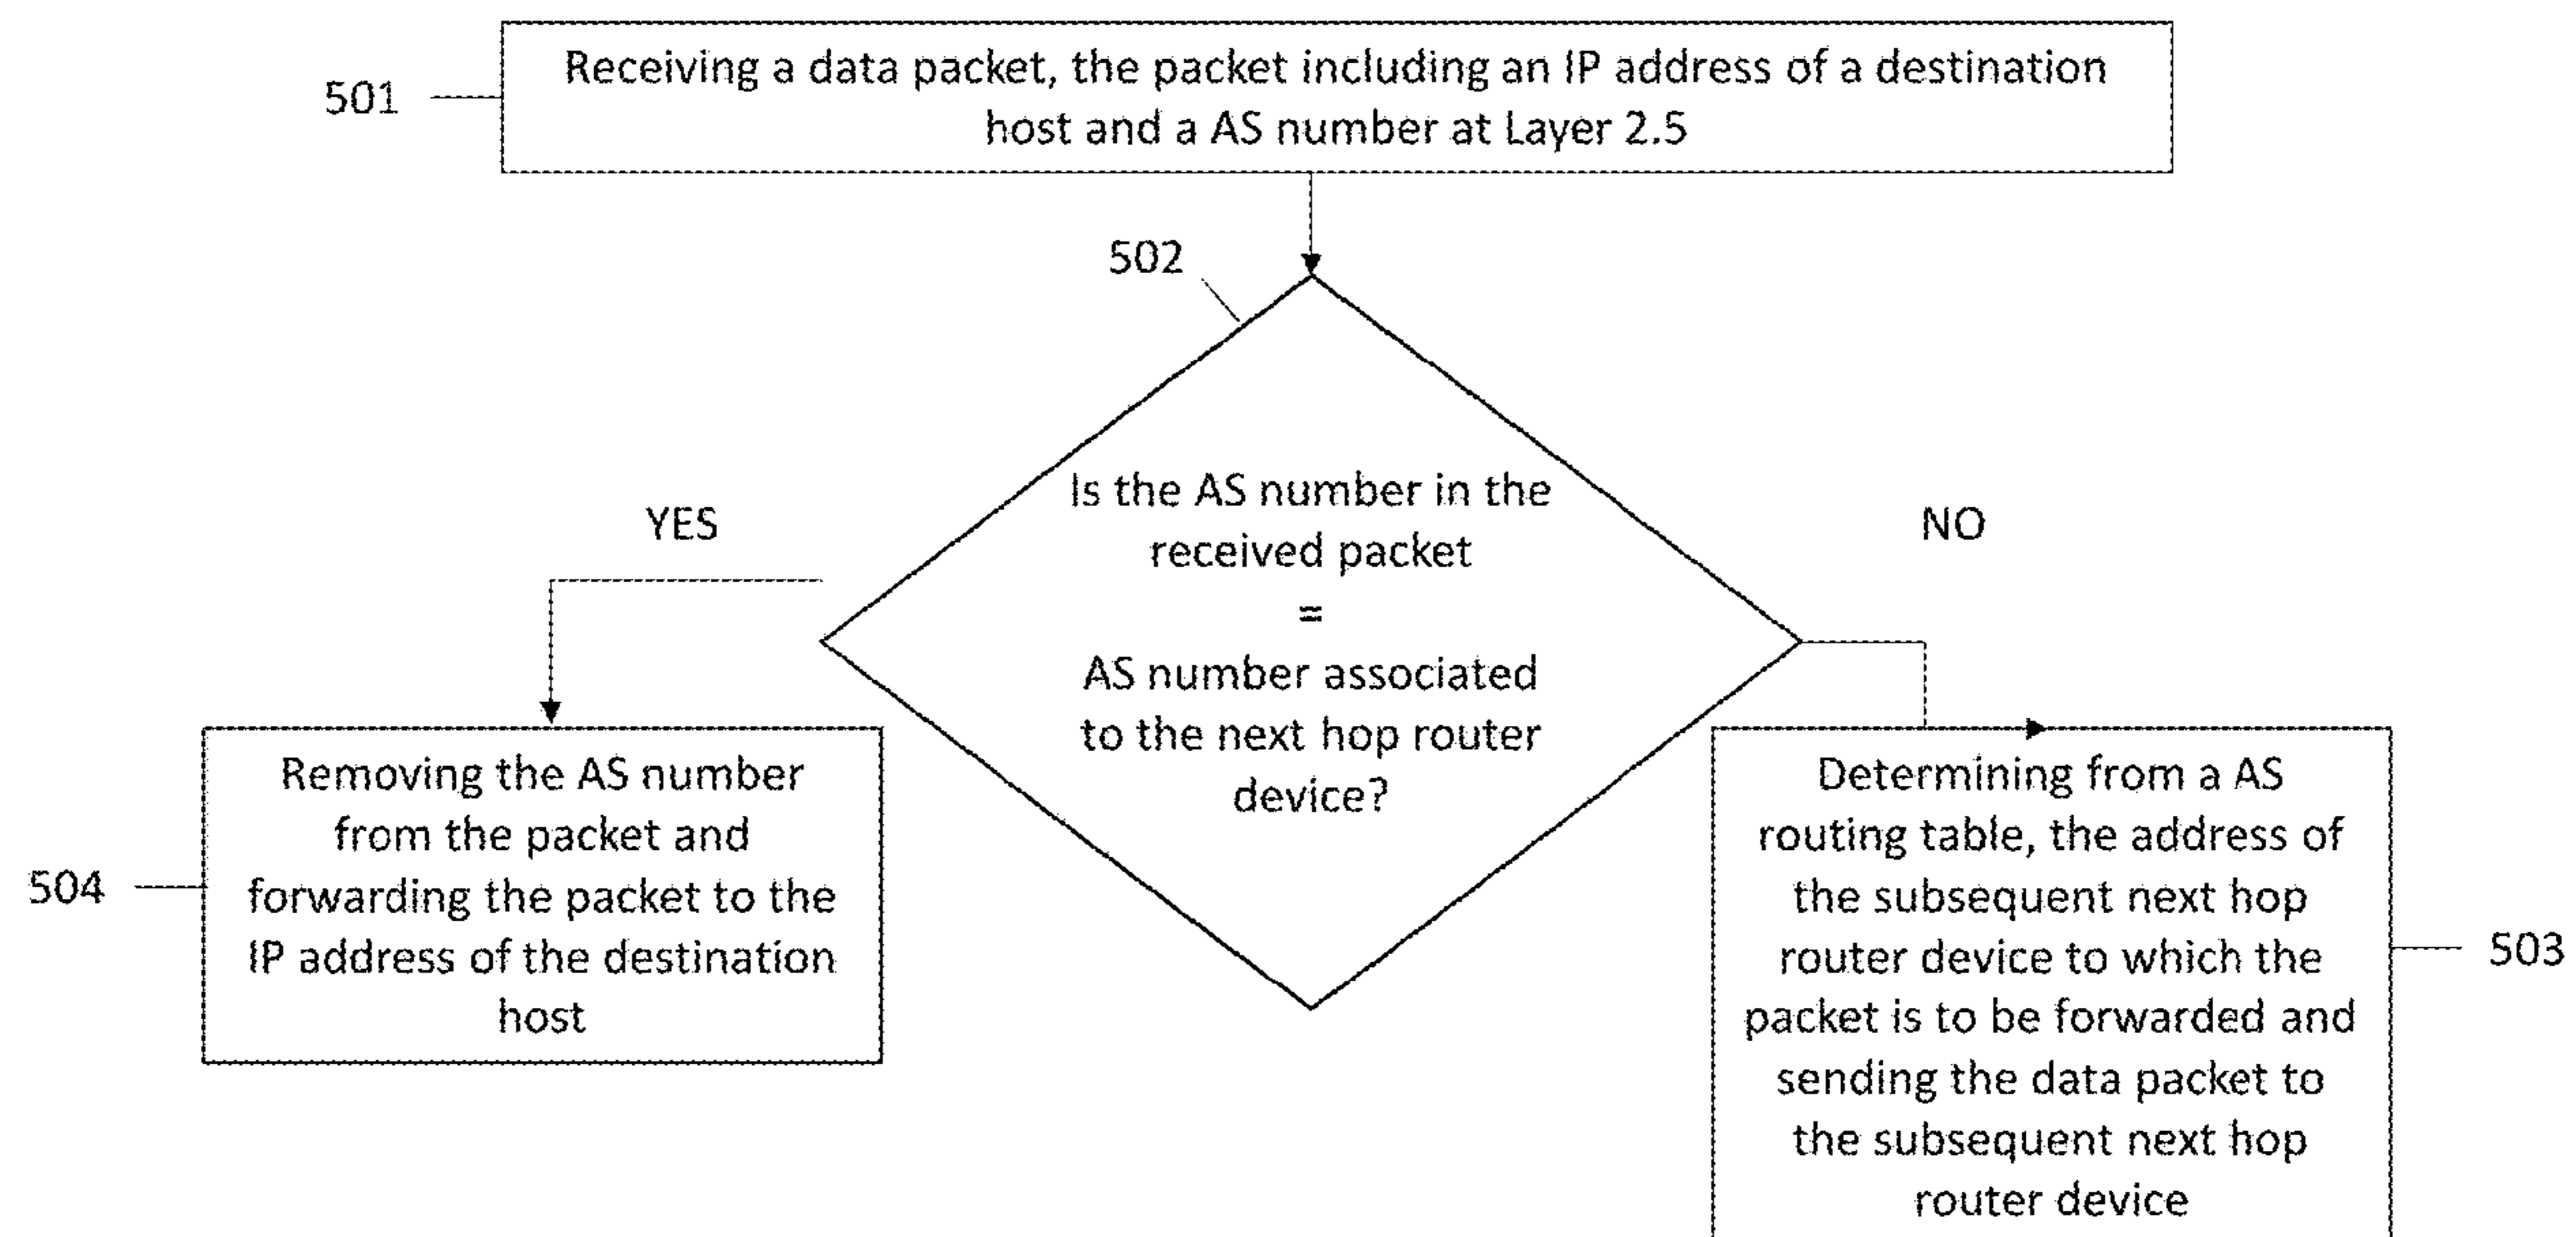 501
Receiving a data packet, the packet including an IP address of a destination
host and a AS number at Layer 2.5
502
Is the AS number in the
received packet
=
AS number associated
to the next hop router
device?
YES
NO
504
Removing the AS number
from the packet and
forwarding the packet to the
IP address of the destination
host
Determining from a AS
routing table, the address of
the subsequent next hop
router device to which the
packet is to be forwarded and
sending the data packet to
the subsequent next hop
router device
503